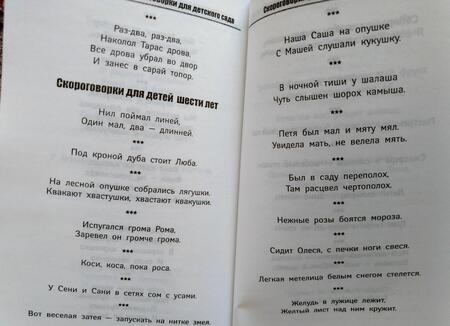 оворки для детского сада
***
Раз-два, раз-два,
Наколол Тарас дрова.
Все дрова убрал во двор
И занес в сарай топор.
Скороговорки для детей шести лет
Нил поймал линей,
Один мал, два — длинней.
***
Под кроной дуба стоит Люба.
***
На лесной опушке собрались лягушки.
Квакают хвастушки, хвастают квакушки.
***
Испугался грома Рома,
Заревел он громче грома.
***
Коси, коса, пока роса.
***
У Сени и Сани в сетях сом с усами.
***
Вот веселая затея — запускать на нитке змея.
Скороговорки
***
Наша Саша на опушке
С Машей слушали кукушку.
***
В ночной тиши у шалаша
Чуть слышен шорох камыша.
***
Петя был мал и мяту мял.
Увидела мать, не велела мять.
***
Был в саду переполох,
Там расцвел чертополох.
***
Нежные розы боятся мороза.
***
Сидит Олеся, с печки ноги свеся.
***
Легкая метелица белым снегом стелется.
***
Желудь в лужице лежит,
Желтый лист над ним кружит.